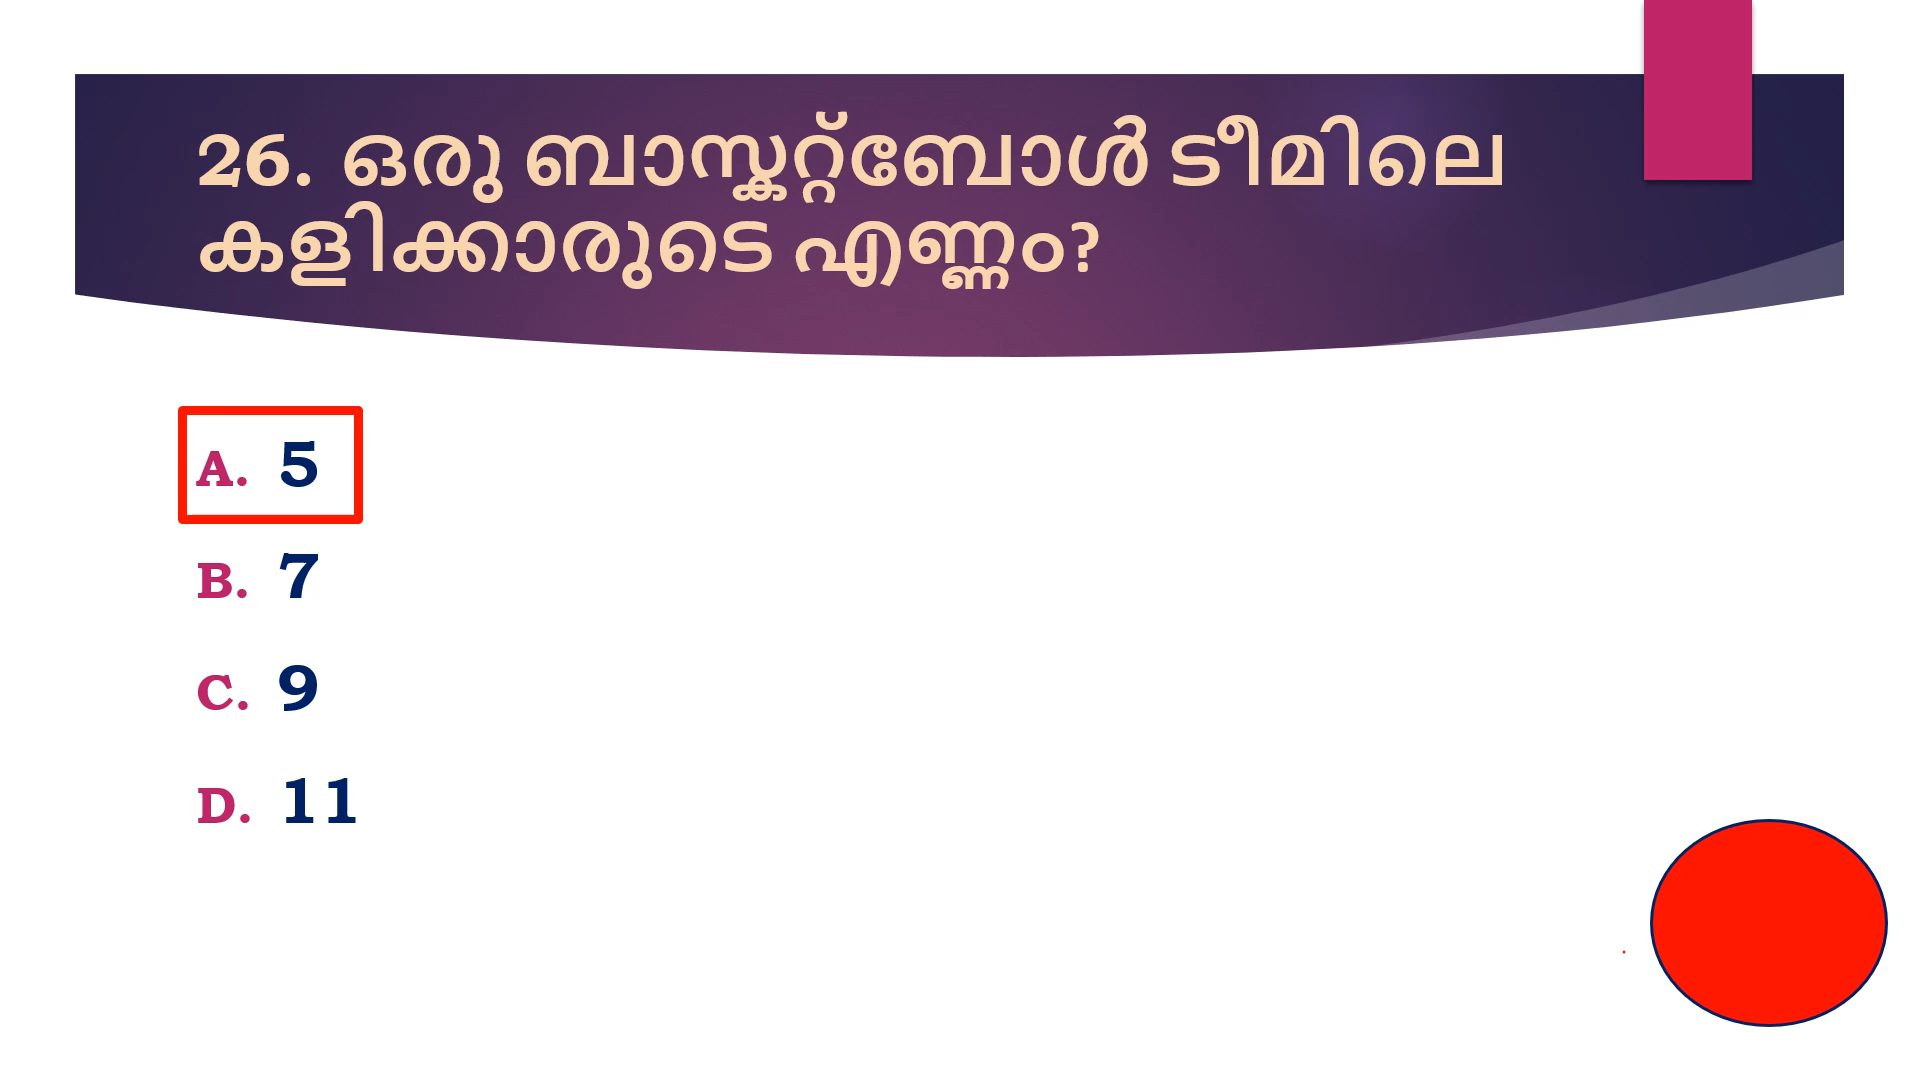 26. ഒരു ബാസ്കറ്റ്ബോൾ ടീമിലെ
കളിക്കാരുടെ എണ്ണം?
A. 5
B. 7
C. 9
D. 11